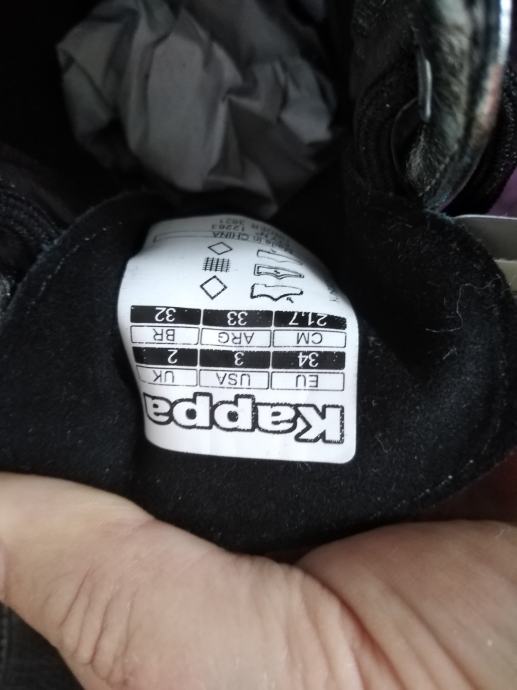 Kappa
EU USA UK
34 3 2
CM ARG BR
21.7 33 32